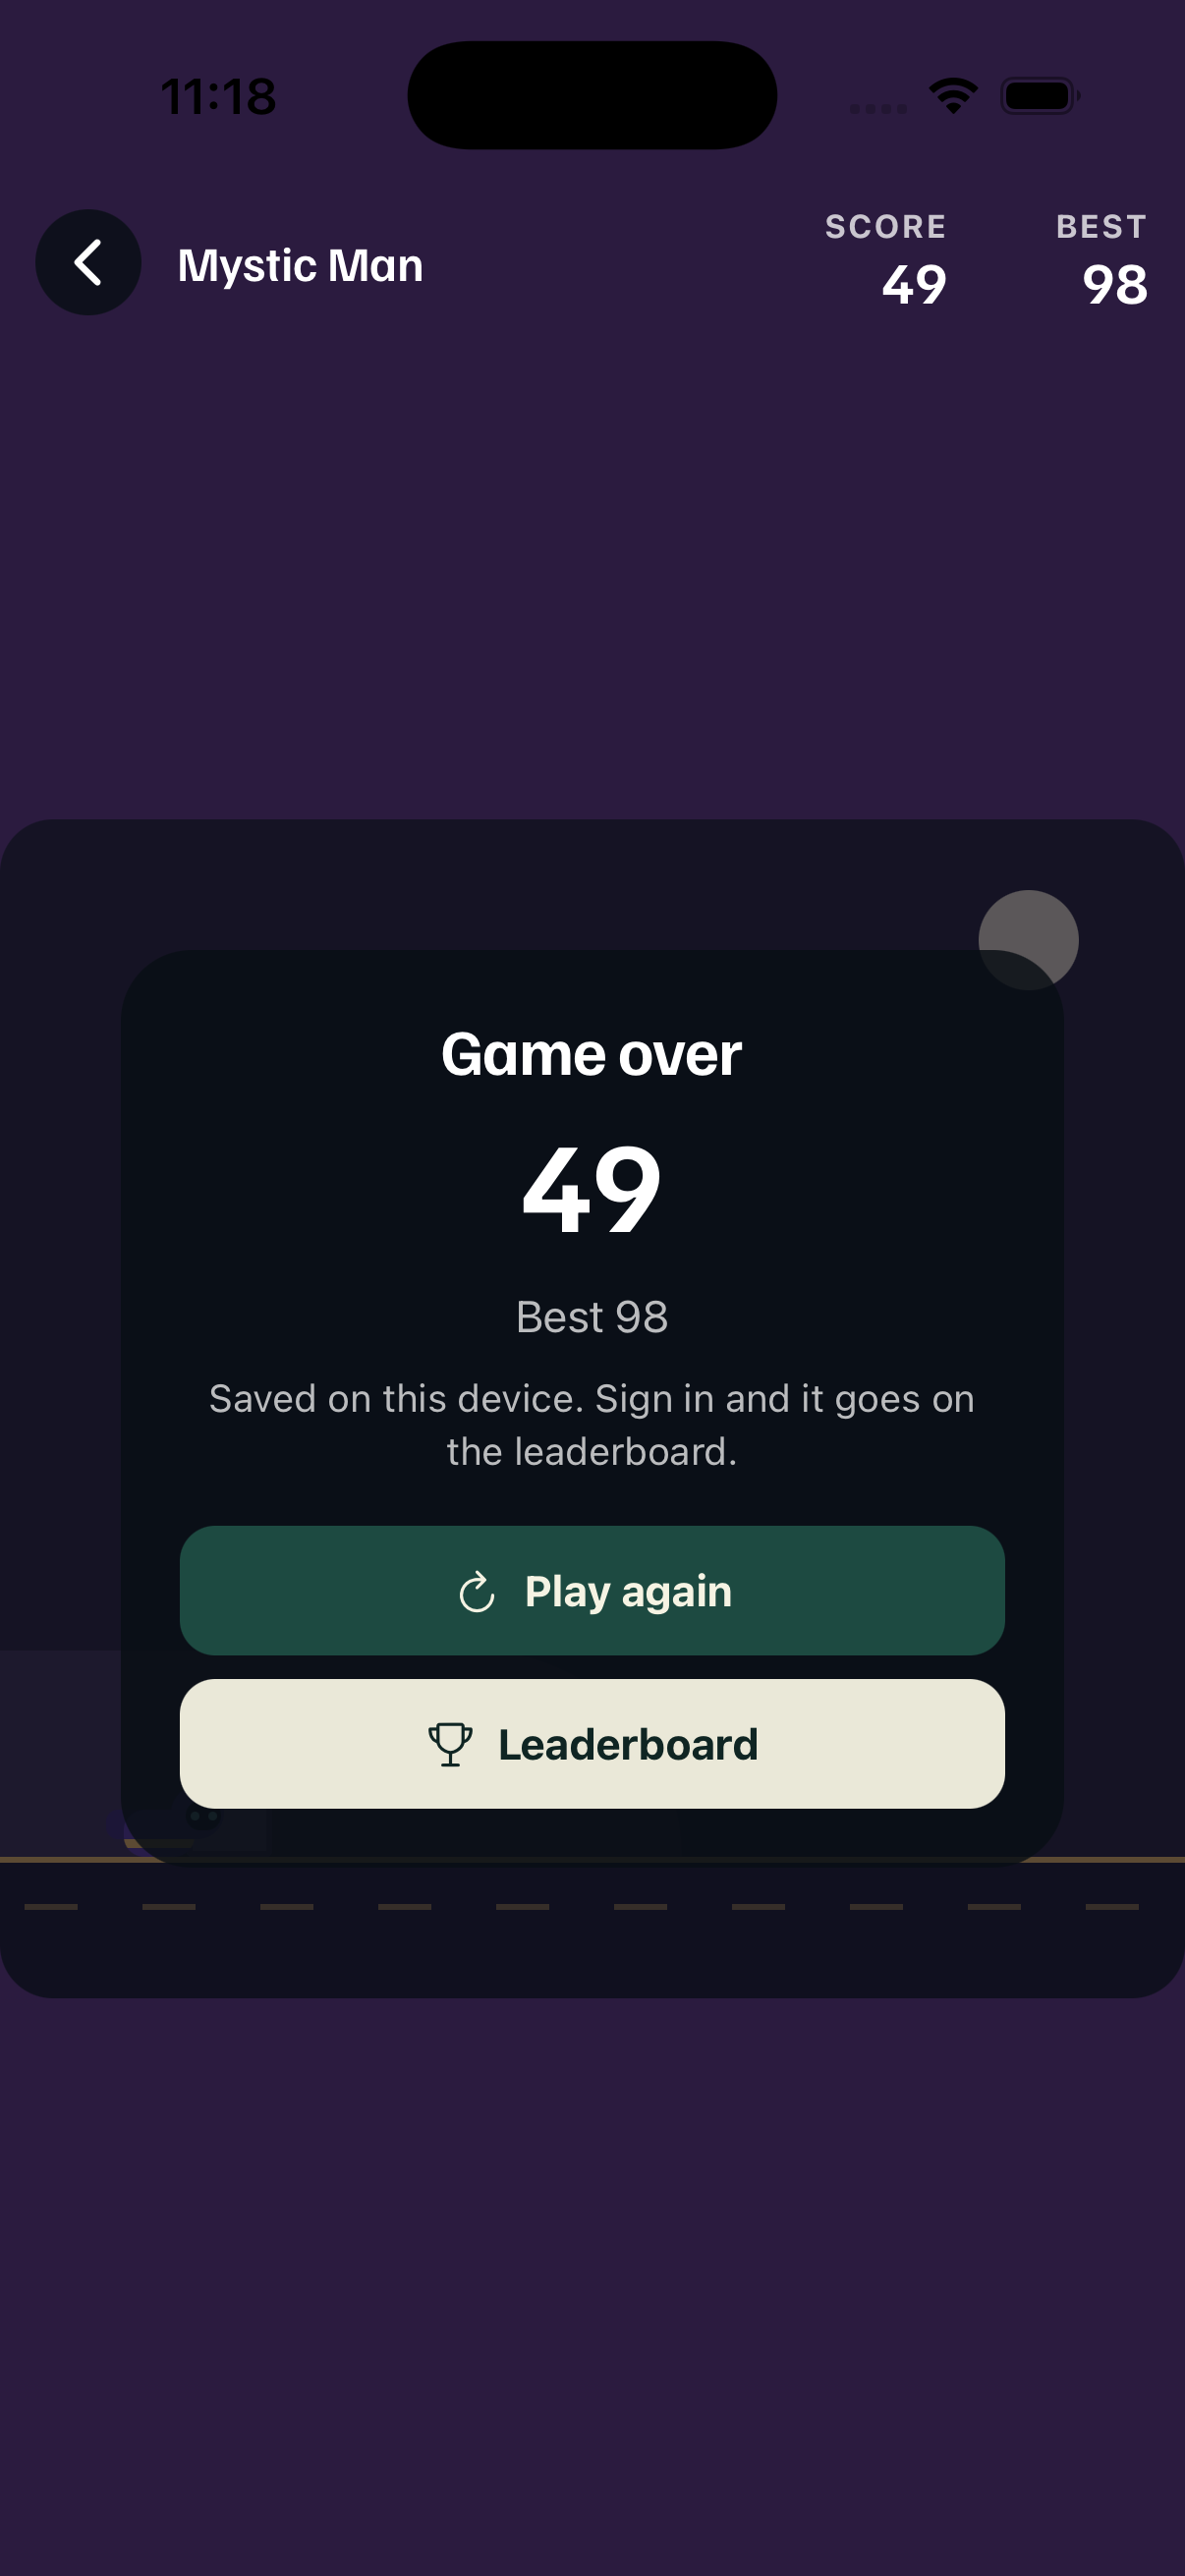 11:18
Mystic Man
SCORE
49
BEST
98
Game over
49
Best 98
Saved on this device. Sign in and it goes on
the leaderboard.
Play again
Leaderboard